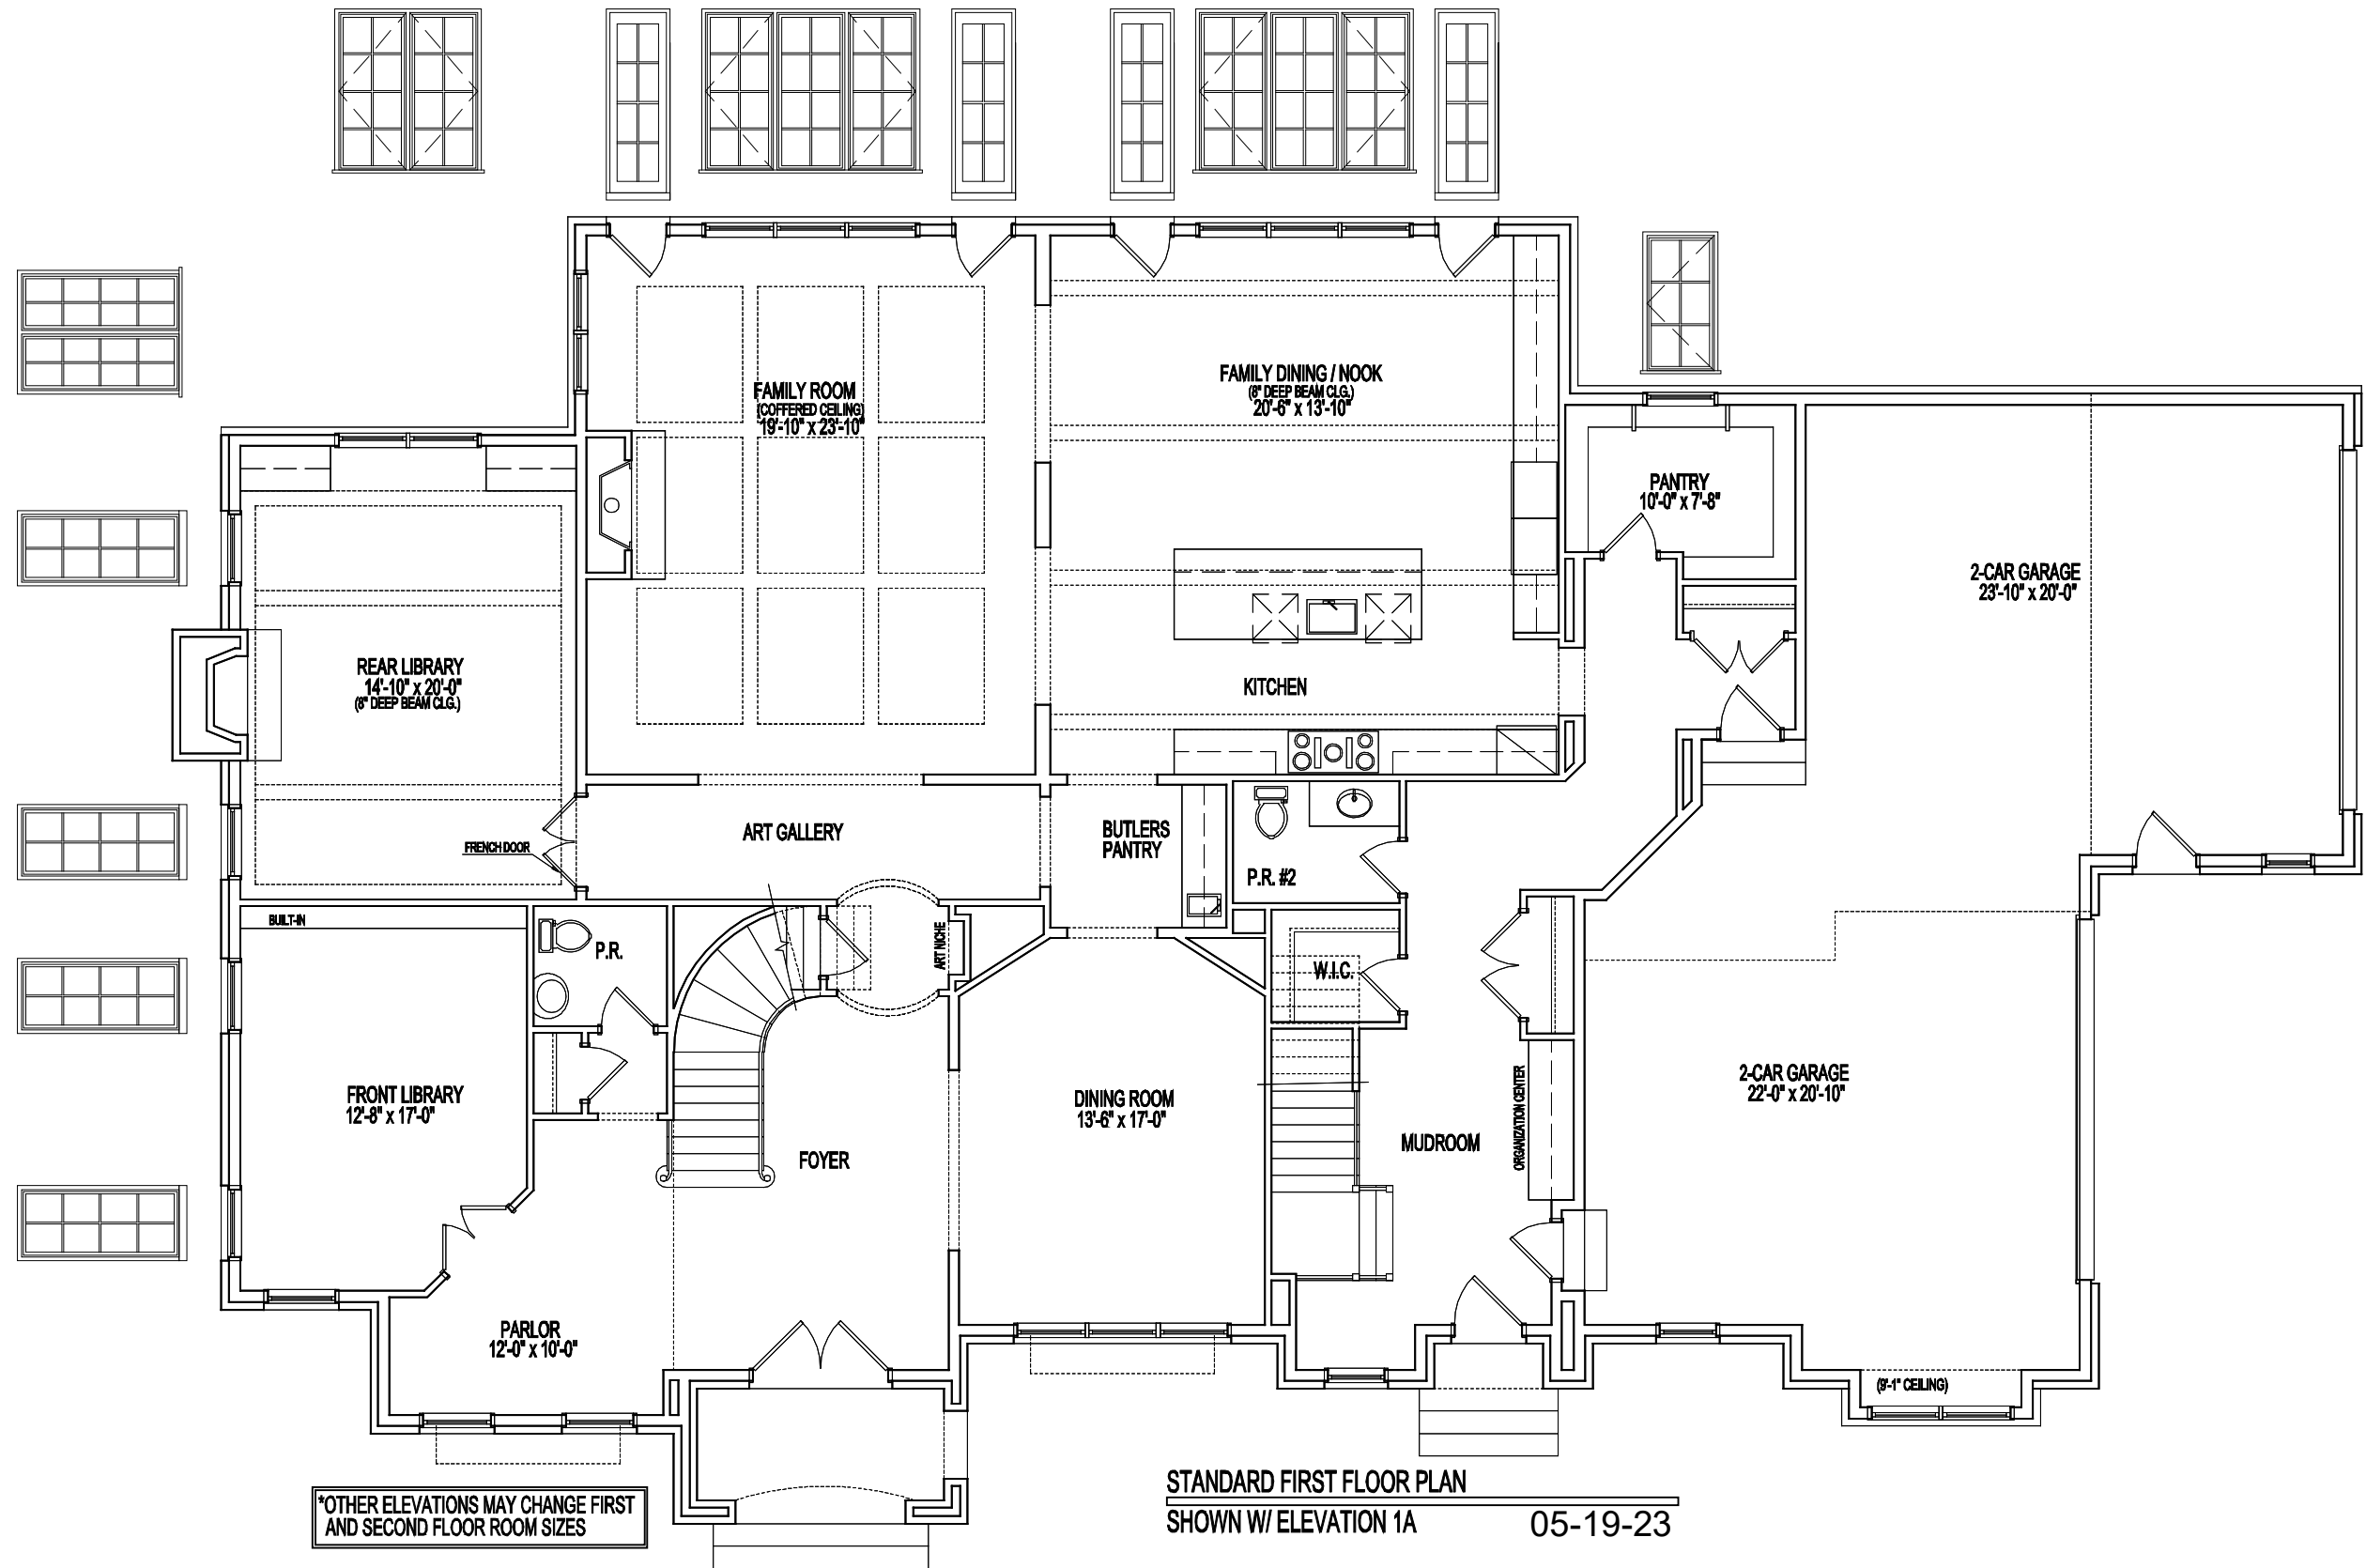 FAMILY DINING / NOOK
(8" DEEP BEAM CLG.)
20'-6" x 13'-10"
FAMILY ROOM
(COFFERED CEILING)
19'-10" x 23'-10"
PANTRY
10'-0" x 7'-8"
2-CAR GARAGE
23'-10" x 20'-0"
REAR LIBRARY
14'-10" x 20'-0"
(8" DEEP BEAM CLG.)
KITCHEN
ART GALLERY
BUTLERS
PANTRY
FRENCH DOOR
P.R. #2
BUILT-IN
P.R.
ART NICHE
W.I.C.
2-CAR GARAGE
22'-0" x 20'-10"
FRONT LIBRARY
12'-8" x 17'-0"
DINING ROOM
13'-6" x 17'-0"
ORGANIZATION CENTER
MUDROOM
FOYER
PARLOR
12'-0" x 10'-0"
(9'-1" CEILING)
STANDARD FIRST FLOOR PLAN
SHOWN W/ ELEVATION 1A
05-19-23
*OTHER ELEVATIONS MAY CHANGE FIRST
AND SECOND FLOOR ROOM SIZES